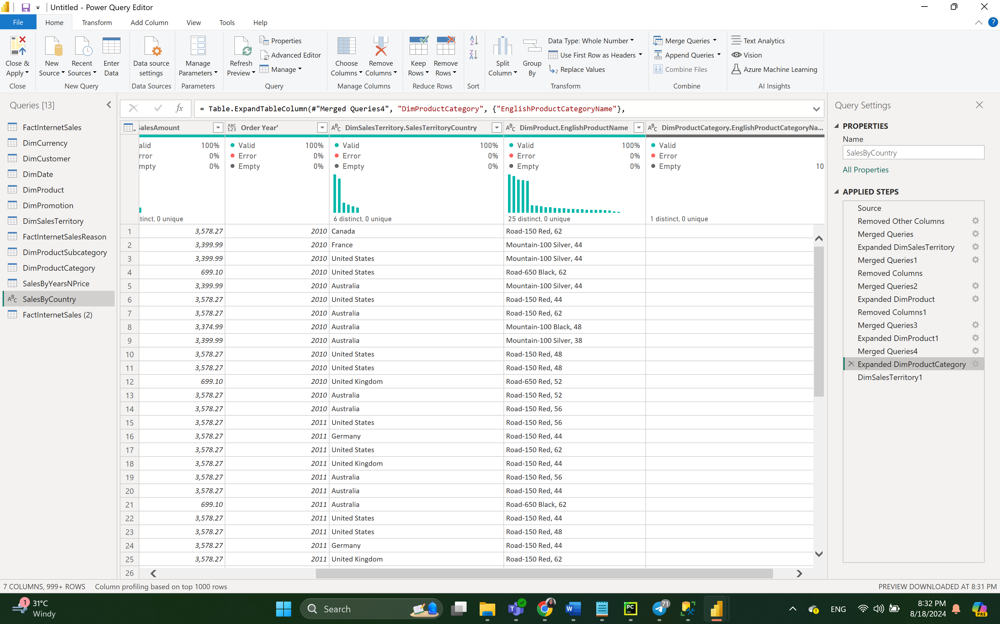 Untitled - Power Query Editor
File Home Transform Add Column View Tools Help
Close & Apply
Close
New Source
Recent Sources
Enter Data
New Query
Data source settings
Data Sources
Manage Parameters
Parameters
Refresh Preview
Properties
Advanced Editor
Manage
Query
Choose Columns
Remove Columns
Manage Columns
Keep Rows
Remove Rows
Reduce Rows
Sort
Split Column
Group By
Data Type: Whole Number
Use First Row as Headers
Replace Values
Transform
Merge Queries
Append Queries
Combine Files
Combine
Text Analytics
Vision
Azure Machine Learning
AI Insights
Queries [13]
FactInternetSales
DimCurrency
DimCustomer
DimDate
DimProduct
DimPromotion
DimSalesTerritory
FactInternetSalesReason
DimProductSubcategory
DimProductCategory
SalesByYearsNPrice
SalesByCountry
FactInternetSales (2)
fx = Table.ExpandTableColumn(#"Merged Queries4", "DimProductCategory", {"EnglishProductCategoryName"},
SalesAmount Order Year’ DimSalesTerritory.SalesTerritoryCountry DimProduct.EnglishProductName DimProductCategory.EnglishProductCategoryNa...
alid 100% Valid 100% Valid 100% Valid 100% Valid
rror 0% Error 0% Error 0% Error 0% Error
mpty 0% Empty 0% Empty 0% Empty 0% Empty 10
tinct, 0 unique 6 distinct, 0 unique 25 distinct, 0 unique 1 distinct, 0 unique
1 3,578.27 2010 Canada Road-150 Red, 62
2 3,399.99 2010 France Mountain-100 Silver, 44
3 3,399.99 2010 United States Mountain-100 Silver, 44
4 699.10 2010 United States Road-650 Black, 62
5 3,399.99 2010 Australia Mountain-100 Silver, 44
6 3,578.27 2010 United States Road-150 Red, 44
7 3,578.27 2010 Australia Road-150 Red, 62
8 3,374.99 2010 Australia Mountain-100 Black, 48
9 3,399.99 2010 Australia Mountain-100 Silver, 38
10 3,578.27 2010 United States Road-150 Red, 48
11 3,578.27 2010 United States Road-150 Red, 48
12 699.10 2010 United Kingdom Road-650 Red, 52
13 3,578.27 2010 Australia Road-150 Red, 52
14 3,578.27 2010 Australia Road-150 Red, 56
15 3,578.27 2011 United States Road-150 Red, 56
16 3,578.27 2011 Germany Road-150 Red, 44
17 3,578.27 2011 United States Road-150 Red, 62
18 3,578.27 2011 United Kingdom Road-150 Red, 44
19 3,578.27 2011 Australia Road-150 Red, 56
20 3,578.27 2011 Australia Road-150 Red, 44
21 699.10 2011 Australia Road-650 Black, 62
22 3,578.27 2011 United States Road-150 Red, 44
23 3,578.27 2011 United States Road-150 Red, 48
24 3,578.27 2011 Germany Road-150 Red, 44
25 3,578.27 2011 United Kingdom Road-150 Red, 62
26
Query Settings
PROPERTIES
Name
SalesByCountry
All Properties
APPLIED STEPS
Source
Removed Other Columns
Merged Queries
Expanded DimSalesTerritory
Merged Queries1
Removed Columns
Merged Queries2
Expanded DimProduct
Removed Columns1
Merged Queries3
Expanded DimProduct1
Merged Queries4
Expanded DimProductCategory
DimSalesTerritory1
7 COLUMNS, 999+ ROWS Column profiling based on top 1000 rows PREVIEW DOWNLOADED AT 8:31 PM
1 31°C
Windy
Search
71
ENG
8:32 PM
8/18/2024
PRE